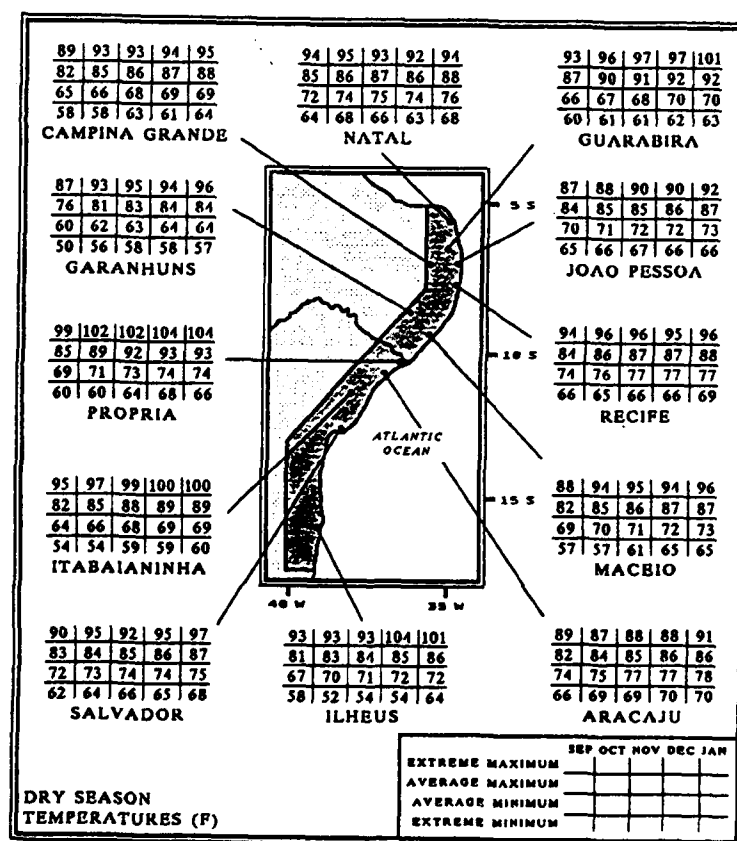 89 93 93 94 95
82 85 86 87 88
65 66 68 69 69
58 58 63 61 64
CAMPINA GRANDE
94 95 93 92 94
85 86 87 86 88
72 74 75 74 76
64 68 66 63 68
NATAL
93 96 97 97 101
87 90 91 92 92
66 67 68 70 70
60 61 61 62 63
GUARABIRA
87 93 95 94 96
76 81 83 84 84
60 62 63 64 64
50 56 58 58 57
GARANHUNS
5 S
87 88 90 90 92
84 85 85 86 87
70 71 72 72 73
65 66 67 66 66
JOAO PESSOA
99 102 102 104 104
85 89 92 93 93
69 71 73 74 74
60 60 64 68 66
PROPRIA
10 S
94 96 96 95 96
84 86 87 87 88
74 76 77 77 77
66 65 66 66 69
RECIFE
ATLANTIC
OCEAN
95 97 99 100 100
82 85 88 89 89
64 66 68 69 69
54 54 59 59 60
ITABAIANINHA
15 S
88 94 95 94 96
82 85 86 87 87
69 70 71 72 73
57 57 61 65 65
MACEIO
40 W 35 W
90 95 92 95 97
83 84 85 86 87
72 73 74 74 75
62 64 66 65 68
SALVADOR
93 93 93 104 101
81 83 84 85 86
67 70 71 72 72
58 52 54 54 64
ILHEUS
89 87 88 88 91
82 84 85 86 86
74 75 77 77 78
66 69 69 70 70
ARACAJU
SEP OCT NOV DEC JAN
EXTREME MAXIMUM
AVERAGE MAXIMUM
AVERAGE MINIMUM
EXTREME MINIMUM
DRY SEASON
TEMPERATURES (F)